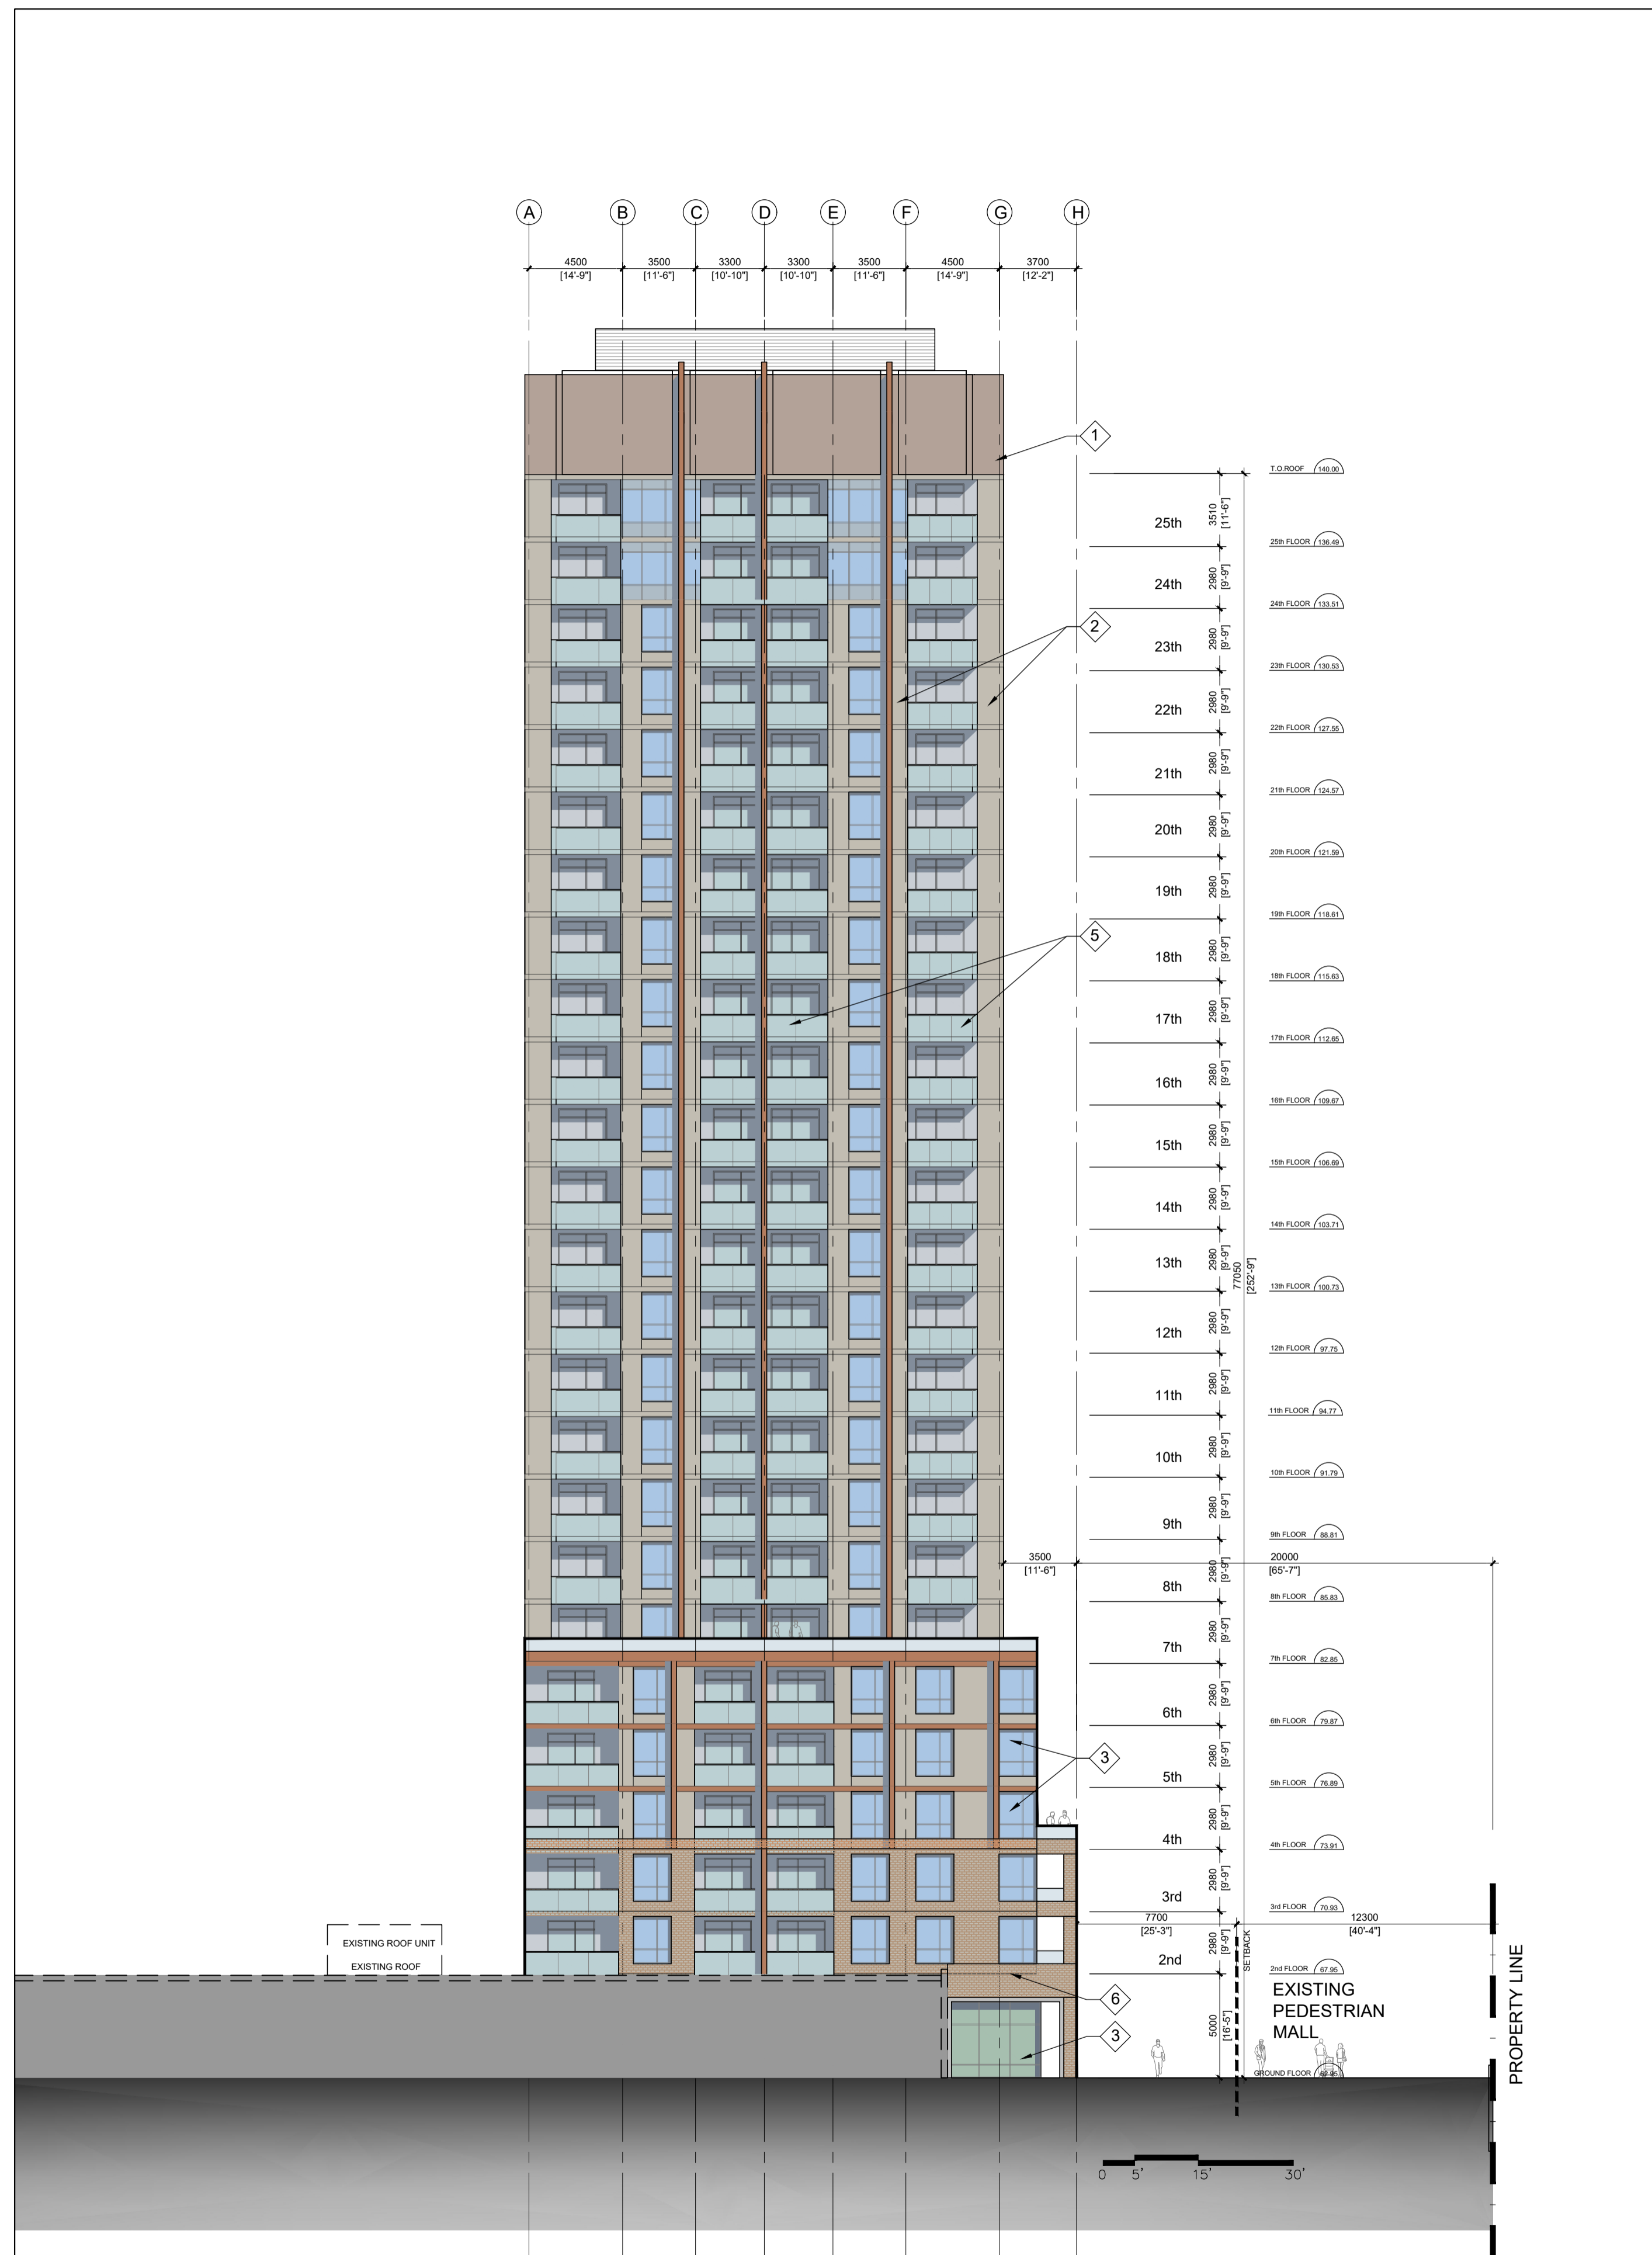 A B C D E F G H
4500 3500 3300 3300 3500 4500 3700
[14'-9"] [11'-6"] [10'-10"] [10'-10"] [11'-6"] [14'-9"] [12'-2"]
1
T.O.ROOF 140.00
25th 3510 [11'-6"]
25th FLOOR 136.49
24th 2980 [9'-9"]
24th FLOOR 133.51
2
23th 2980 [9'-9"]
23th FLOOR 130.53
22th 2980 [9'-9"]
22th FLOOR 127.55
21th 2980 [9'-9"]
21th FLOOR 124.57
20th 2980 [9'-9"]
20th FLOOR 121.59
19th 2980 [9'-9"]
19th FLOOR 118.61
5
18th 2980 [9'-9"]
18th FLOOR 115.63
17th 2980 [9'-9"]
17th FLOOR 112.65
16th 2980 [9'-9"]
16th FLOOR 109.67
15th 2980 [9'-9"]
15th FLOOR 106.69
14th 2980 [9'-9"]
14th FLOOR 103.71
13th 2980 [9'-9"]
77050 [252'-9"]
13th FLOOR 100.73
12th 2980 [9'-9"]
12th FLOOR 97.75
11th 2980 [9'-9"]
11th FLOOR 94.77
10th 2980 [9'-9"]
10th FLOOR 91.79
9th 2980 [9'-9"]
9th FLOOR 88.81
3500 20000
[11'-6"] [65'-7"]
8th 2980 [9'-9"]
8th FLOOR 85.83
7th 2980 [9'-9"]
7th FLOOR 82.85
6th 2980 [9'-9"]
6th FLOOR 79.87
3
5th 2980 [9'-9"]
5th FLOOR 76.89
4th 2980 [9'-9"]
4th FLOOR 73.91
3rd 2980 [9'-9"]
3rd FLOOR 70.93
7700 12300
[25'-3"] [40'-4"]
EXISTING ROOF UNIT
EXISTING ROOF
2nd 2980 [9'-9"]
SETBACK
2nd FLOOR 67.95
6
EXISTING
PEDESTRIAN
MALL
PROPERTY LINE
3
5000 [16'-5"]
GROUND FLOOR 62.95
0 5' 15' 30'